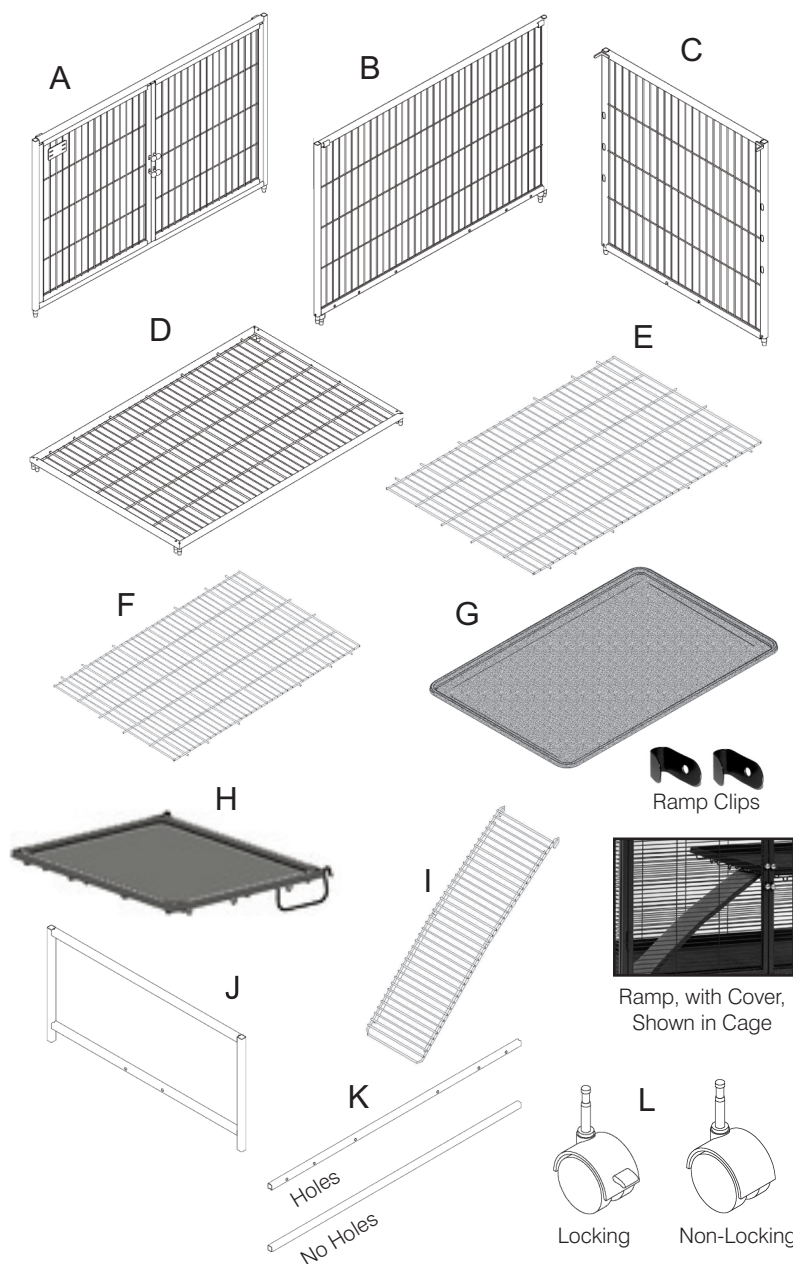 A
B
C
D
E
F
G
Ramp Clips
H
I
Ramp, with Cover,
Shown in Cage
J
K
Holes
No Holes
L
Locking
Non-Locking